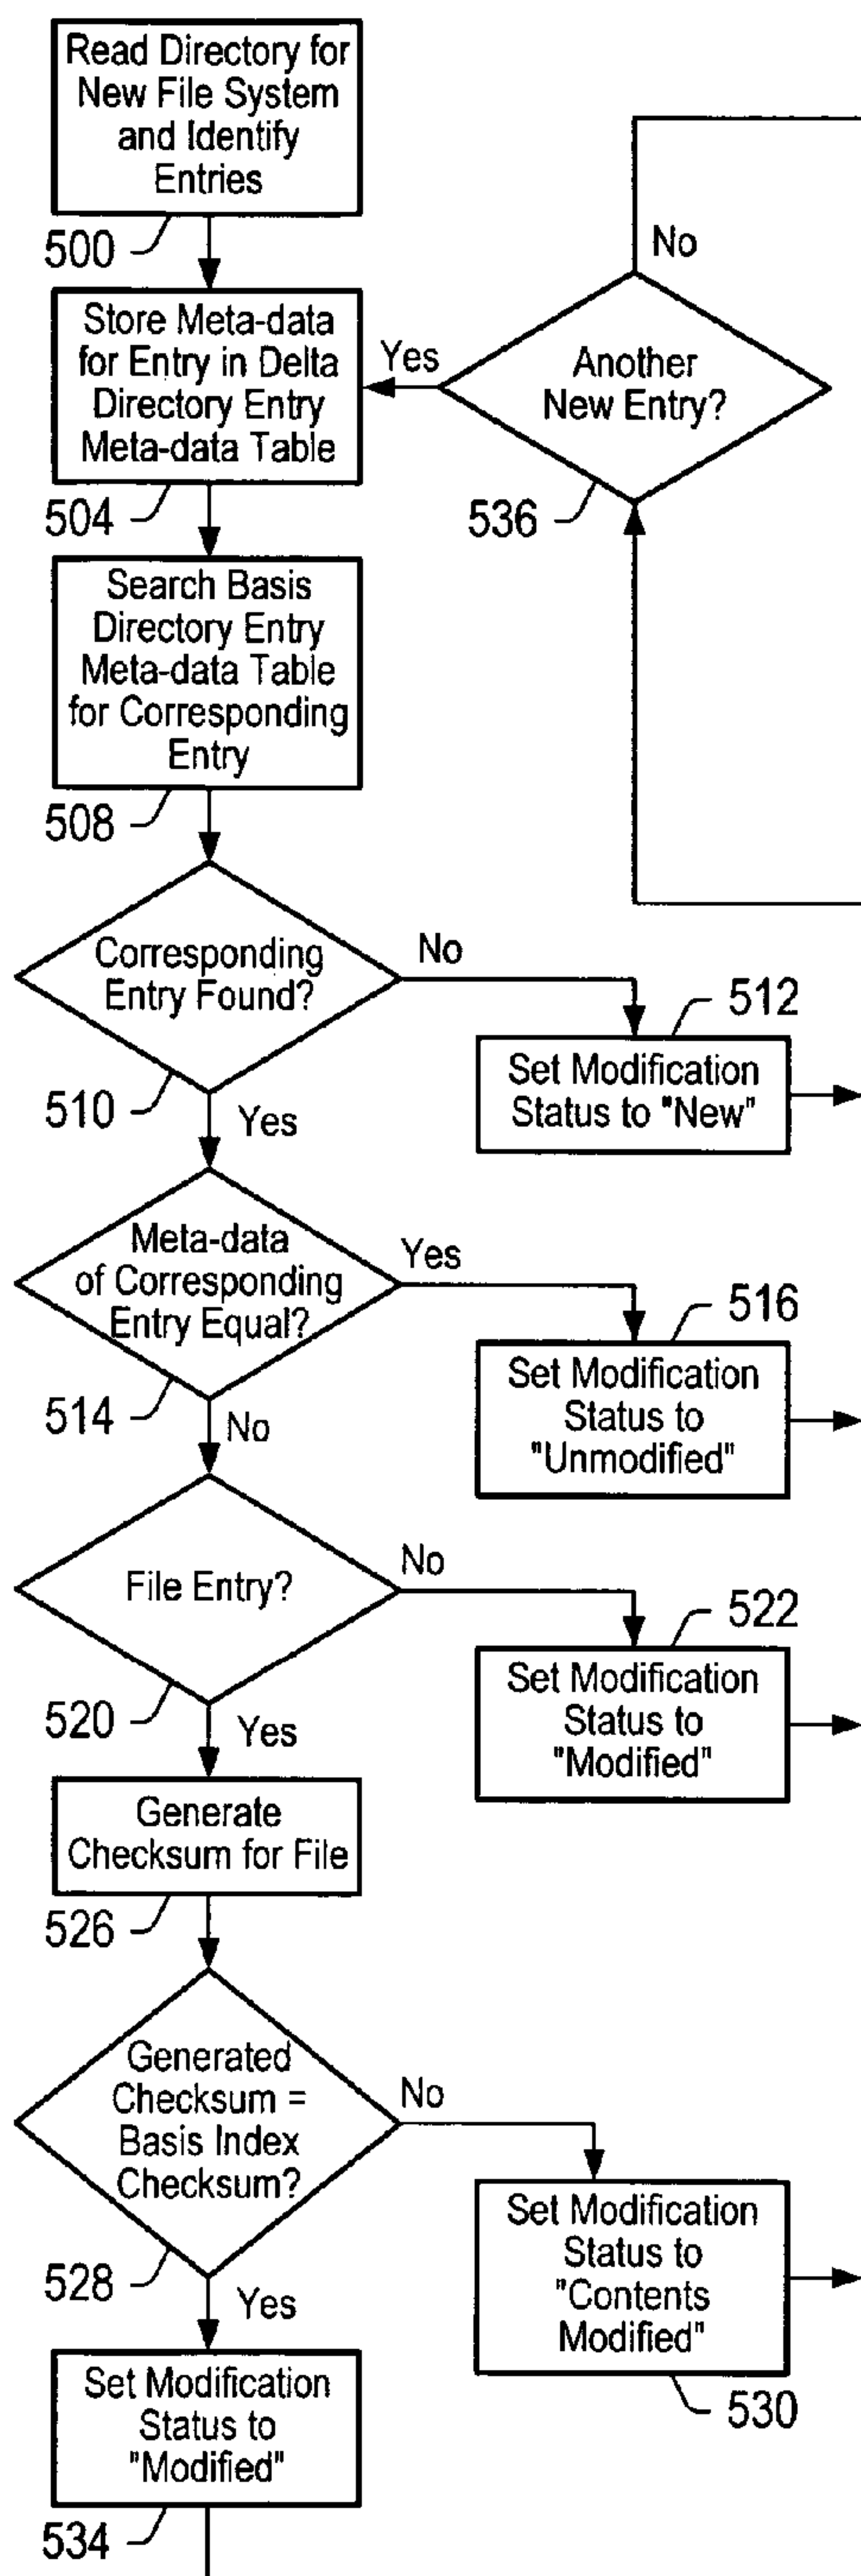 Read Directory for
New File System
and Identify
Entries
500
Store Meta-data
for Entry in Delta
Directory Entry
Meta-data Table
504
Yes
No
Another
New Entry?
536
Search Basis
Directory Entry
Meta-data Table
for Corresponding
Entry
508
Corresponding
Entry Found?
510
No
Yes
512
Set Modification
Status to "New"
Meta-data
of Corresponding
Entry Equal?
514
Yes
No
516
Set Modification
Status to
"Unmodified"
File Entry?
520
No
Yes
522
Set Modification
Status to
"Modified"
Generate
Checksum for File
526
Generated
Checksum =
Basis Index
Checksum?
528
No
Yes
Set Modification
Status to
"Contents
Modified"
530
Set Modification
Status to
"Modified"
534